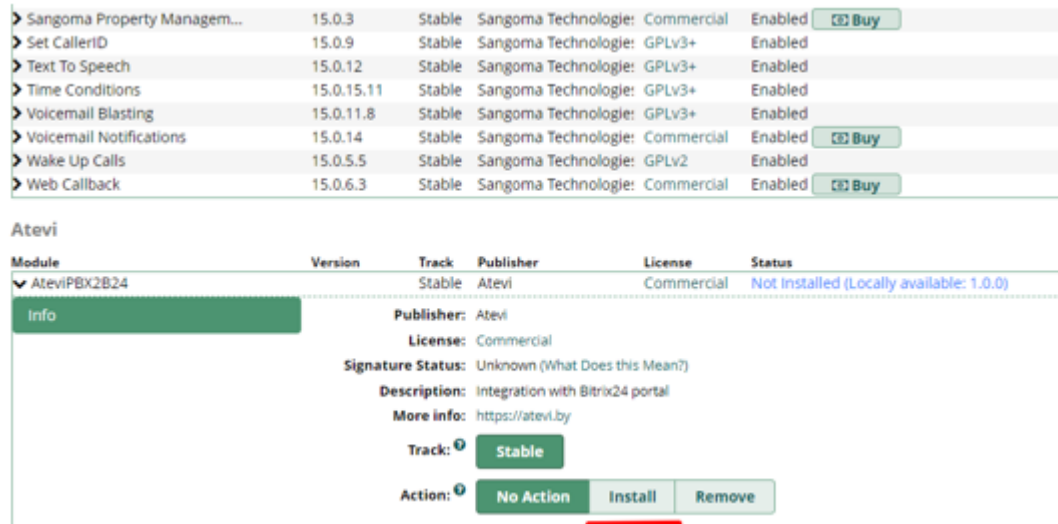 Sangoma Property Managem... 15.0.3 Stable Sangoma Technologie: Commercial Enabled Buy
Set CallerID 15.0.9 Stable Sangoma Technologie: GPLv3+ Enabled
Text To Speech 15.0.12 Stable Sangoma Technologie: GPLv3+ Enabled
Time Conditions 15.0.15.11 Stable Sangoma Technologie: GPLv3+ Enabled
Voicemail Blasting 15.0.11.8 Stable Sangoma Technologie: GPLv3+ Enabled
Voicemail Notifications 15.0.14 Stable Sangoma Technologie: Commercial Enabled Buy
Wake Up Calls 15.0.5.5 Stable Sangoma Technologie: GPLv2 Enabled
Web Callback 15.0.6.3 Stable Sangoma Technologie: Commercial Enabled Buy
Atevi
Module Version Track Publisher License Status
AteviPBX2B24 Stable Atevi Commercial Not Installed (Locally available: 1.0.0)
Info
Publisher: Atevi
License: Commercial
Signature Status: Unknown (What Does this Mean?)
Description: Integration with Bitrix24 portal
More info: https://atevi.by
Track: Stable
Action: No Action Install Remove